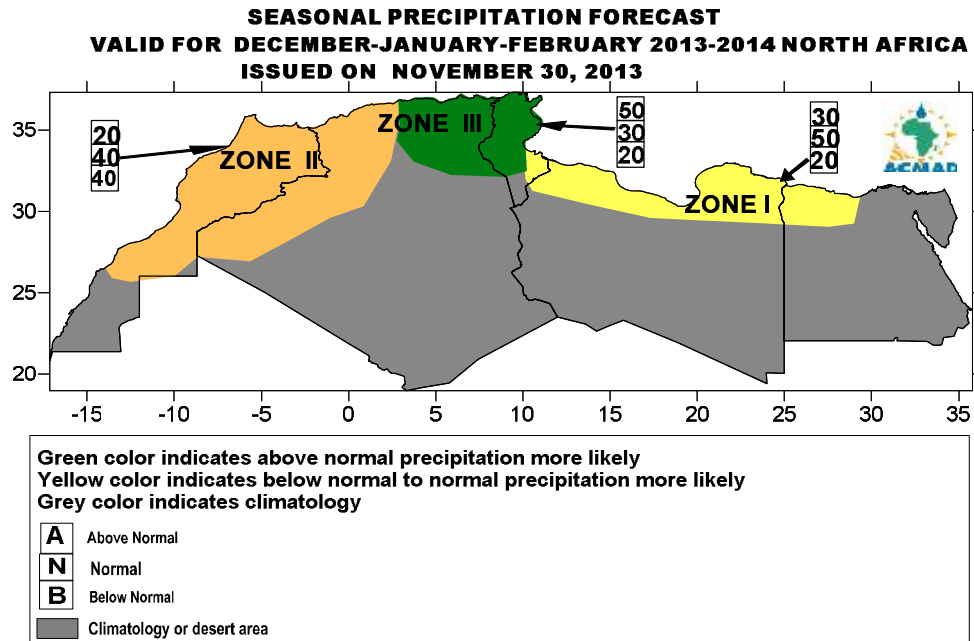 SEASONAL PRECIPITATION FORECAST
VALID FOR DECEMBER-JANUARY-FEBRUARY 2013-2014 NORTH AFRICA
ISSUED ON NOVEMBER 30, 2013
35
30
25
20
20
40
40
ZONE II
ZONE III
50
30
20
30
50
20
ZONE I
ACMAD
-15 -10 -5 0 5 10 15 20 25 30 35
Green color indicates above normal precipitation more likely
Yellow color indicates below normal to normal precipitation more likely
Grey color indicates climatology
A Above Normal
N Normal
B Below Normal
Climatology or desert area